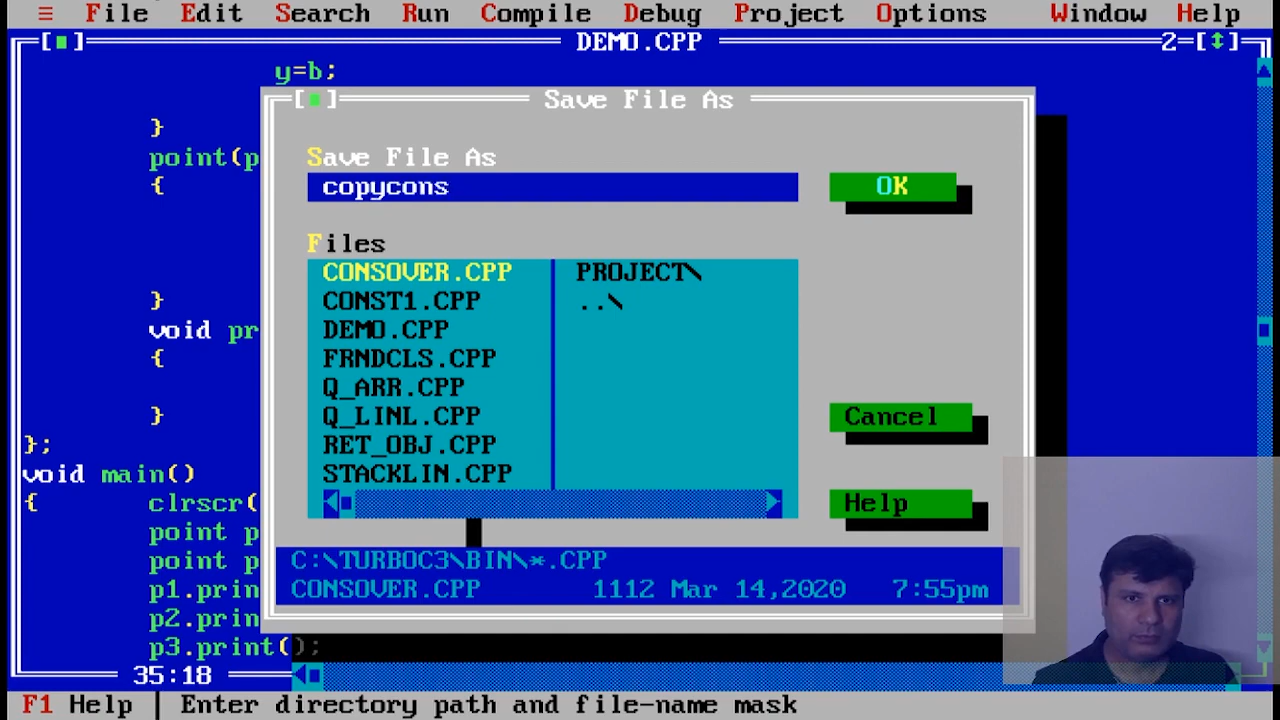 ≡ File Edit Search Run Compile Debug Project Options Window Help
[■] DEMO.CPP 2=[↕]
y=b;
[■] Save File As
}
point(p
{
}
void pr
{
}
};
void main()
{ clrscr(
point p
point p
p1.prin
p2.prin
p3.print();
Save File As
copycons
OK
Files
CONSOVER.CPP PROJECT\
CONST1.CPP ..\
DEMO.CPP
FRNDCLS.CPP
Q_ARR.CPP
Q_LINL.CPP
RET_OBJ.CPP
STACKLIN.CPP
Cancel
Help
C:\TURBOC3\BIN\*.CPP
CONSOVER.CPP 1112 Mar 14,2020 7:55pm
35:18
F1 Help | Enter directory path and file-name mask